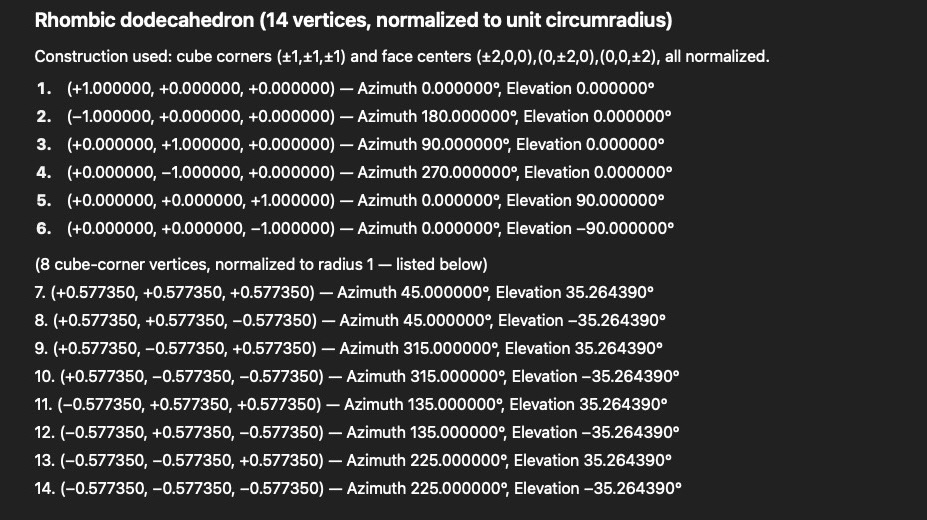 Rhombic dodecahedron (14 vertices, normalized to unit circumradius)
Construction used: cube corners (±1,±1,±1) and face centers (±2,0,0),(0,±2,0),(0,0,±2), all normalized.
1. (+1.000000, +0.000000, +0.000000) — Azimuth 0.000000°, Elevation 0.000000°
2. (−1.000000, +0.000000, +0.000000) — Azimuth 180.000000°, Elevation 0.000000°
3. (+0.000000, +1.000000, +0.000000) — Azimuth 90.000000°, Elevation 0.000000°
4. (+0.000000, −1.000000, +0.000000) — Azimuth 270.000000°, Elevation 0.000000°
5. (+0.000000, +0.000000, +1.000000) — Azimuth 0.000000°, Elevation 90.000000°
6. (+0.000000, +0.000000, −1.000000) — Azimuth 0.000000°, Elevation −90.000000°
(8 cube-corner vertices, normalized to radius 1 — listed below)
7. (+0.577350, +0.577350, +0.577350) — Azimuth 45.000000°, Elevation 35.264390°
8. (+0.577350, +0.577350, −0.577350) — Azimuth 45.000000°, Elevation −35.264390°
9. (+0.577350, −0.577350, +0.577350) — Azimuth 315.000000°, Elevation 35.264390°
10. (+0.577350, −0.577350, −0.577350) — Azimuth 315.000000°, Elevation −35.264390°
11. (−0.577350, +0.577350, +0.577350) — Azimuth 135.000000°, Elevation 35.264390°
12. (−0.577350, +0.577350, −0.577350) — Azimuth 135.000000°, Elevation −35.264390°
13. (−0.577350, −0.577350, +0.577350) — Azimuth 225.000000°, Elevation 35.264390°
14. (−0.577350, −0.577350, −0.577350) — Azimuth 225.000000°, Elevation −35.264390°